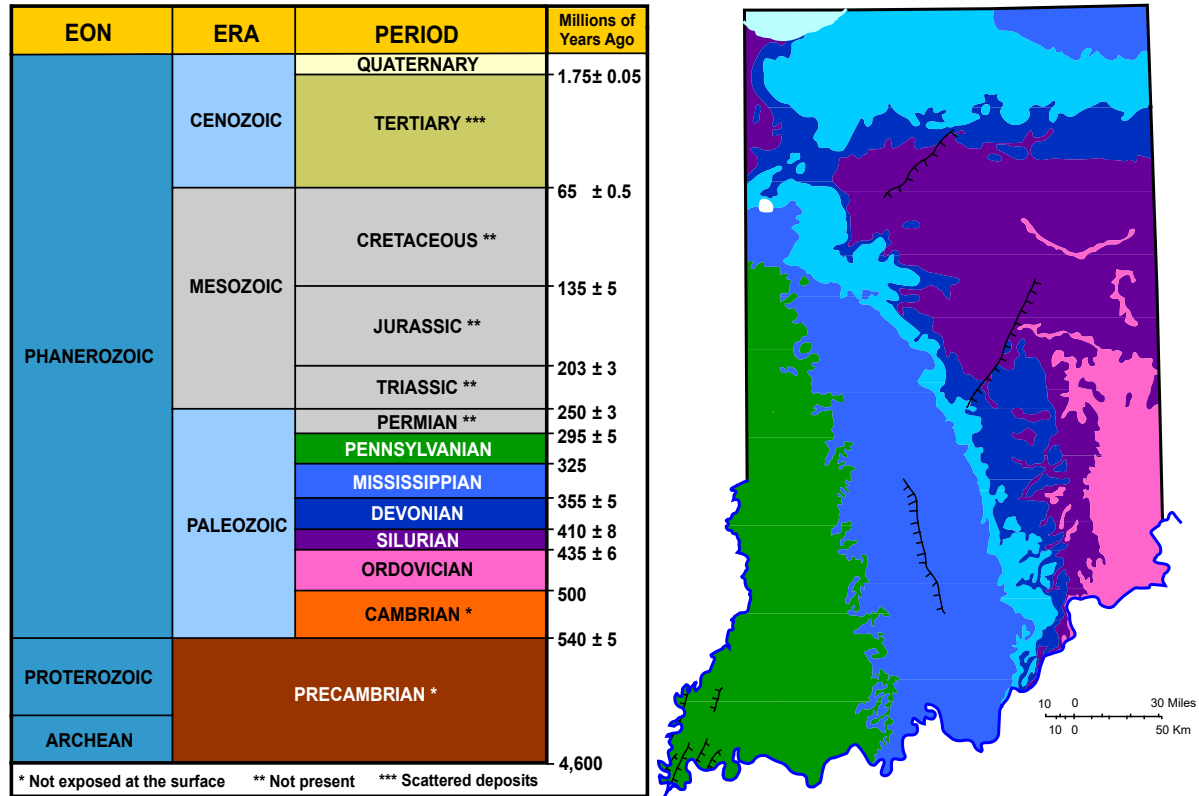 EON ERA PERIOD Millions of
Years Ago
QUATERNARY
1.75± 0.05
CENOZOIC TERTIARY ***
65 ± 0.5
CRETACEOUS **
MESOZOIC
135 ± 5
JURASSIC **
PHANEROZOIC
203 ± 3
TRIASSIC **
250 ± 3
PERMIAN **
295 ± 5
PENNSYLVANIAN
325
MISSISSIPPIAN
355 ± 5
DEVONIAN
PALEOZOIC
410 ± 8
SILURIAN
435 ± 6
ORDOVICIAN
500
CAMBRIAN *
540 ± 5
PROTEROZOIC
PRECAMBRIAN *
ARCHEAN
4,600
* Not exposed at the surface ** Not present *** Scattered deposits
10 0 30 Miles
10 0 50 Km